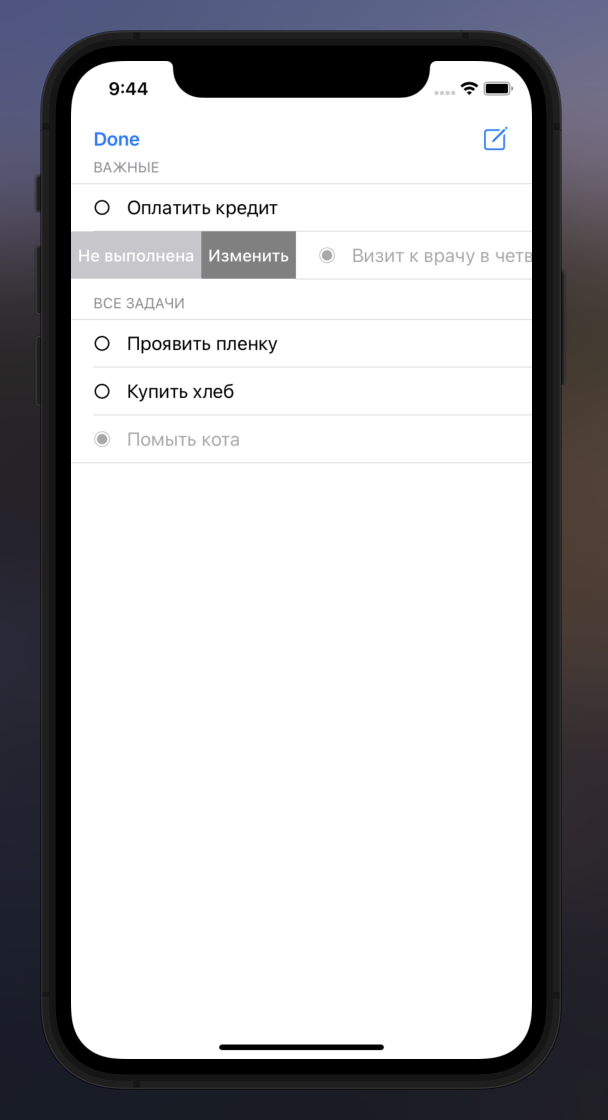 9:44
Done
ВАЖНЫЕ
Оплатить кредит
Не выполнена Изменить Визит к врачу в четв
ВСЕ ЗАДАЧИ
Проявить пленку
Купить хлеб
Помыть кота